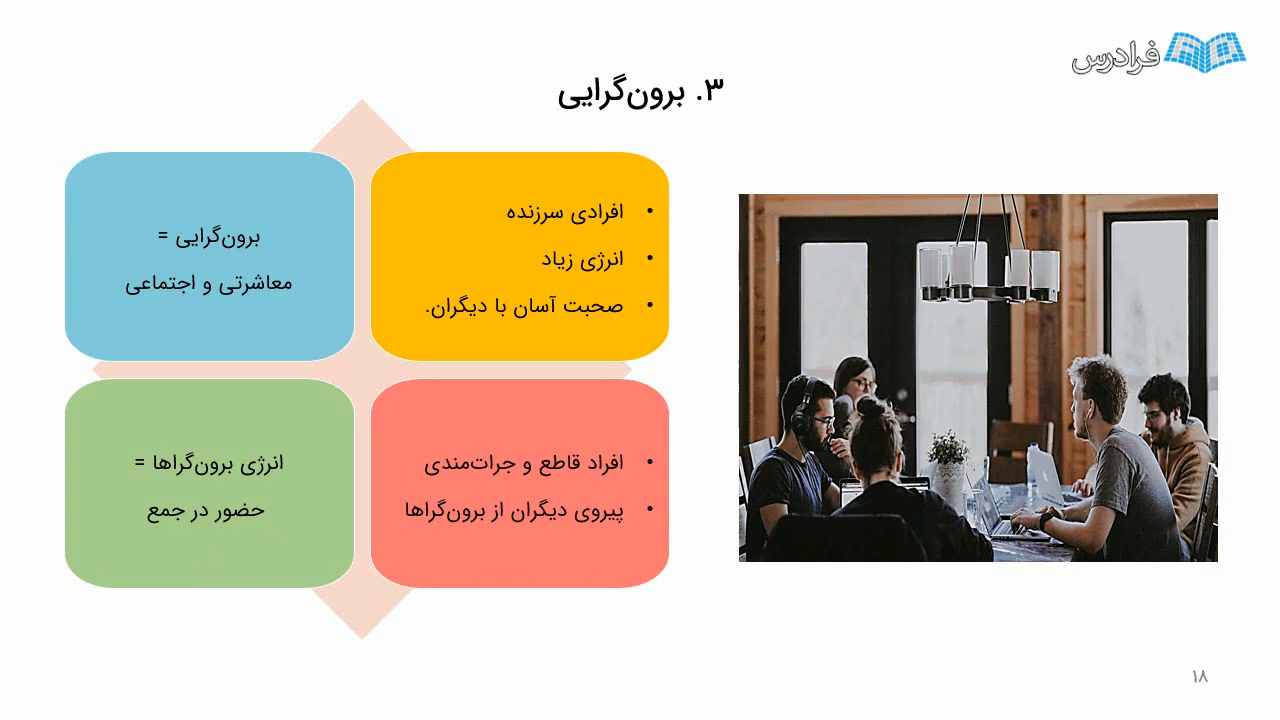 فرادرس
۳. برون‌گرایی
• افرادی سرزنده
• انرژی زیاد
• صحبت آسان با دیگران.
برون‌گرایی =
معاشرتی و اجتماعی
• افراد قاطع و جرات‌مندی
• پیروی دیگران از برون‌گراها
انرژی برون‌گراها =
حضور در جمع
۱۸